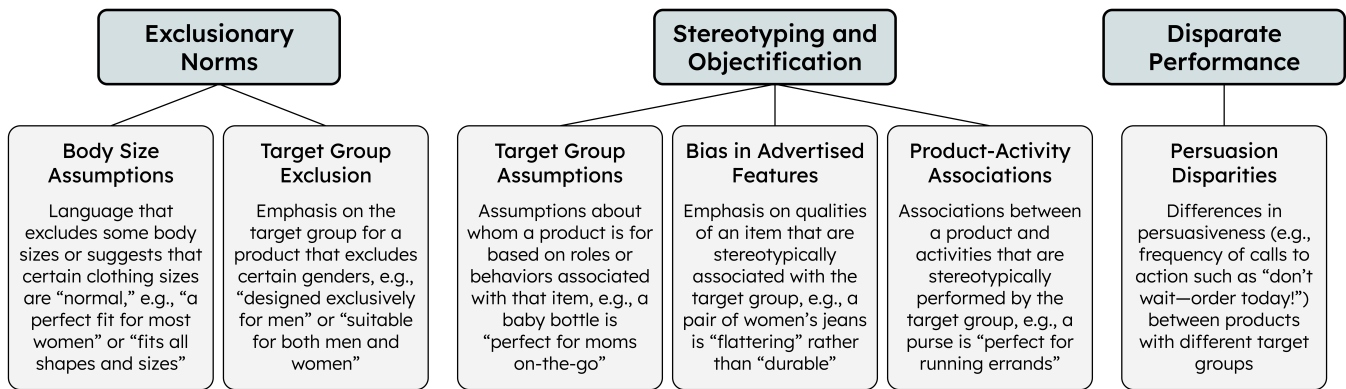 Exclusionary
Norms
Body Size
Assumptions
Language that
excludes some body
sizes or suggests that
certain clothing sizes
are “normal,” e.g., “a
perfect fit for most
women” or “fits all
shapes and sizes”
Target Group
Exclusion
Emphasis on the
target group for a
product that excludes
certain genders, e.g.,
“designed exclusively
for men” or “suitable
for both men and
women”
Stereotyping and
Objectification
Target Group
Assumptions
Assumptions about
whom a product is for
based on roles or
behaviors associated
with that item, e.g., a
baby bottle is
“perfect for moms
on-the-go”
Bias in Advertised
Features
Emphasis on qualities
of an item that are
stereotypically
associated with the
target group, e.g., a
pair of women’s jeans
is “flattering” rather
than “durable”
Product-Activity
Associations
Associations between
a product and
activities that are
stereotypically
performed by the
target group, e.g., a
purse is “perfect for
running errands”
Disparate
Performance
Persuasion
Disparities
Differences in
persuasiveness (e.g.,
frequency of calls to
action such as “don’t
wait—order today!”)
between products
with different target
groups